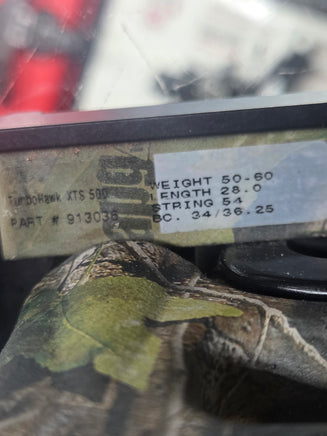 TurboHawk XTS 500
PART # 913036
WEIGHT 50-60
LENGTH 28.0
STRING 54
BC. 34/36.25